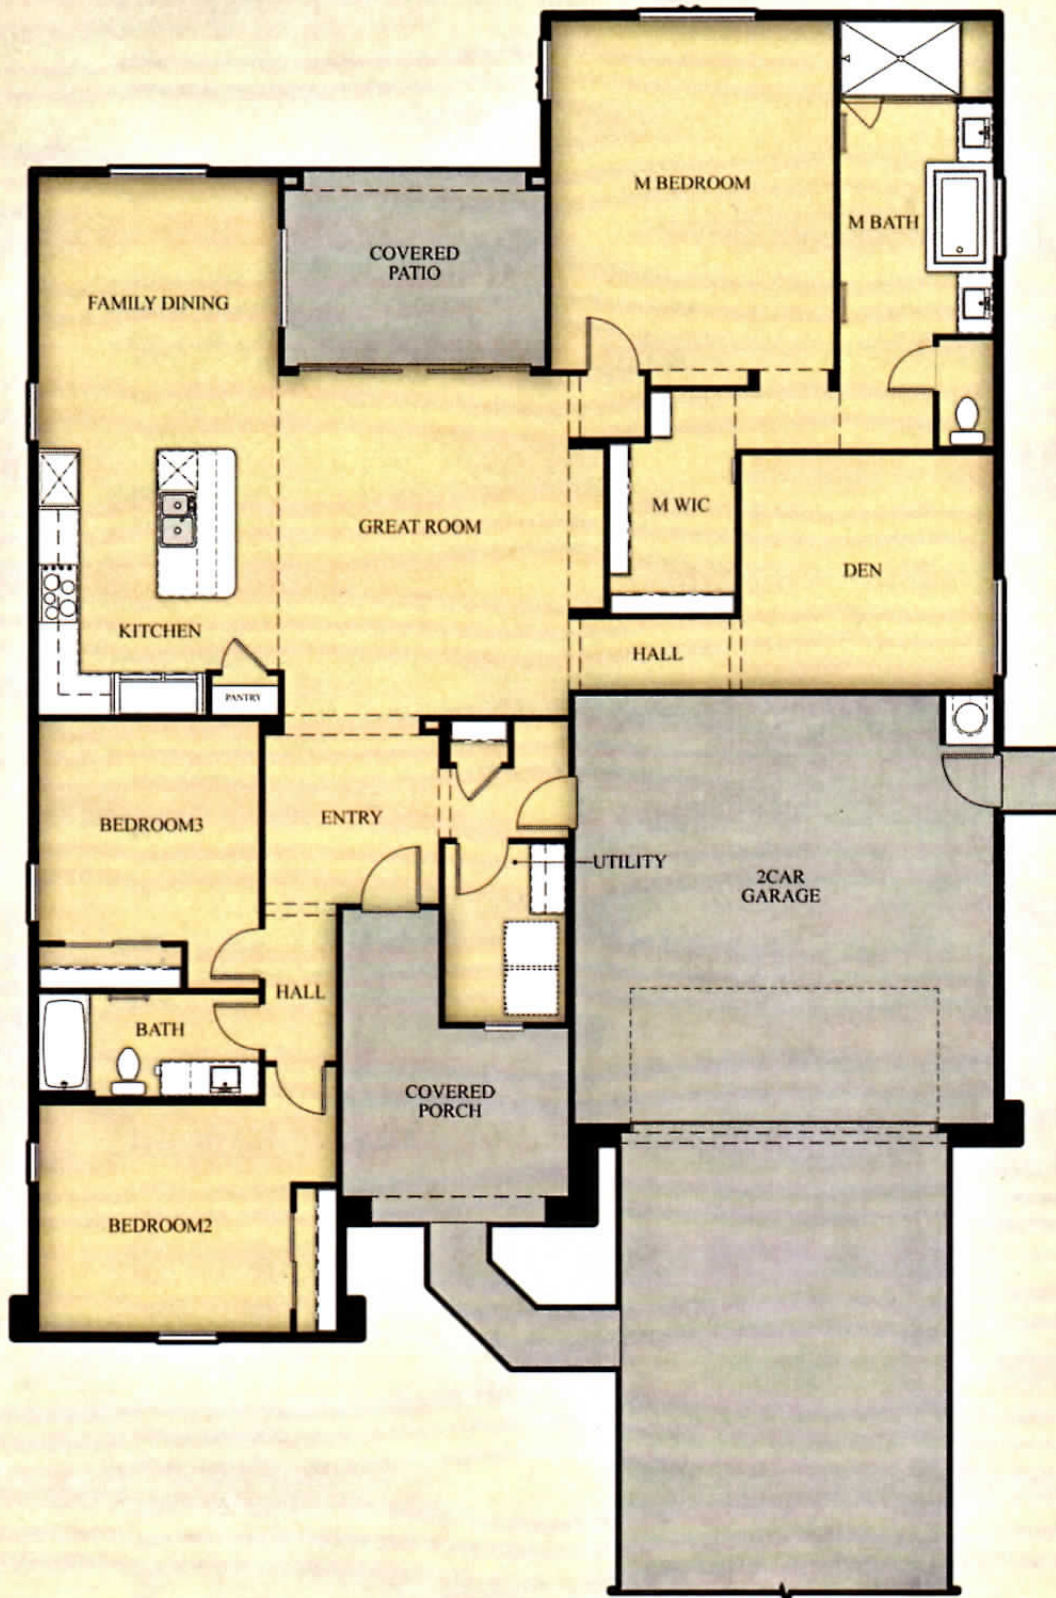 M BEDROOM
M BATH
COVERED
PATIO
FAMILY DINING
M WIC
GREAT ROOM
DEN
KITCHEN
HALL
PANTRY
BEDROOM3
ENTRY
UTILITY
2CAR
GARAGE
HALL
BATH
COVERED
PORCH
BEDROOM2